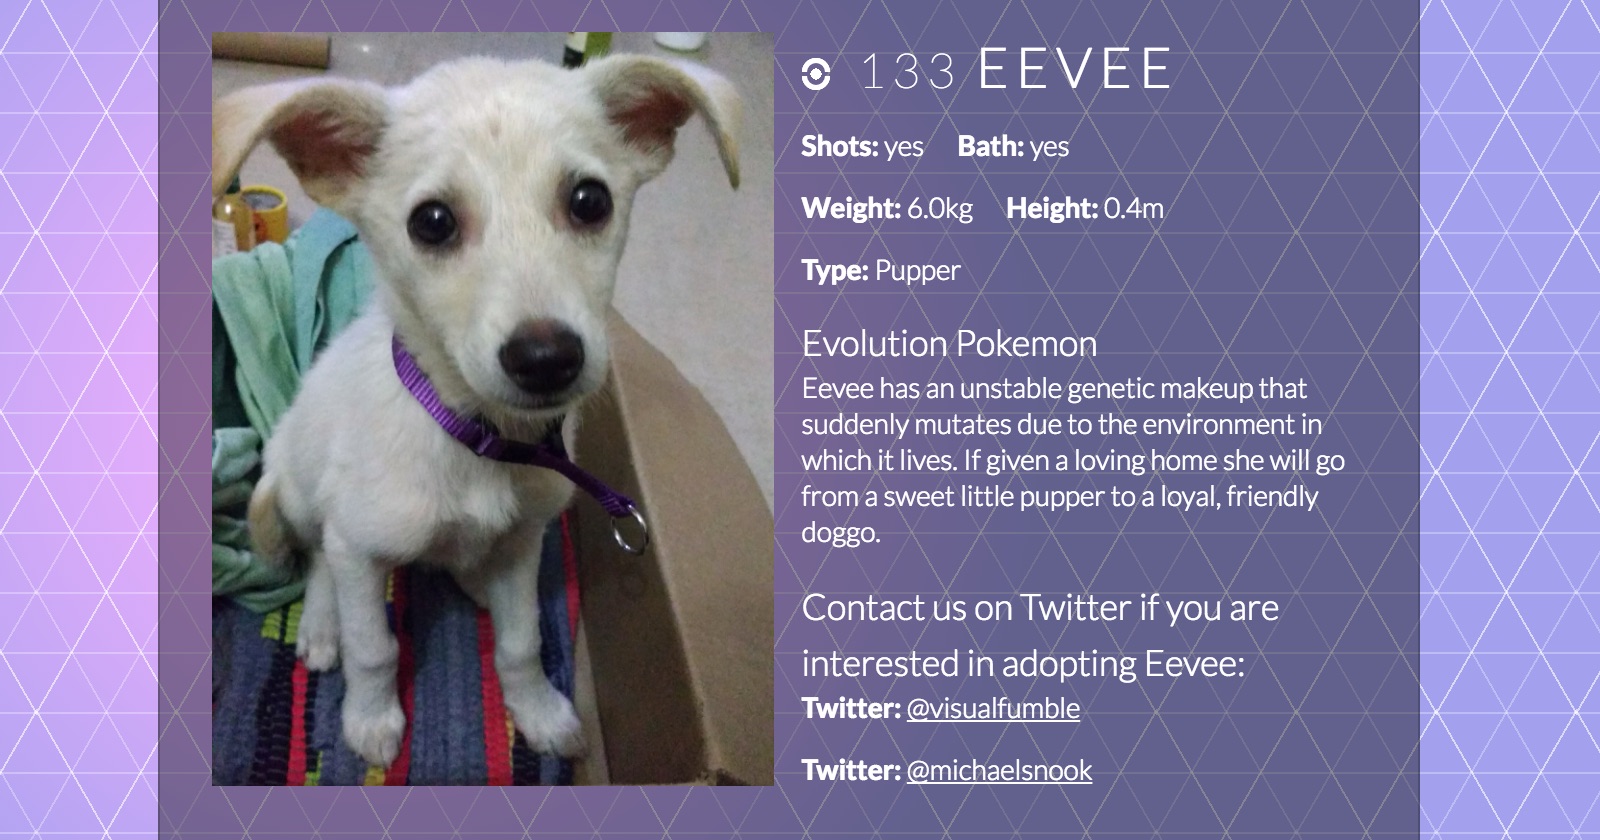 133 EEVEE
Shots: yes Bath: yes
Weight: 6.0kg Height: 0.4m
Type: Pupper
Evolution Pokemon
Eevee has an unstable genetic makeup that
suddenly mutates due to the environment in
which it lives. If given a loving home she will go
from a sweet little pupper to a loyal, friendly
doggo.
Contact us on Twitter if you are
interested in adopting Eevee:
Twitter: @visualfumble
Twitter: @michaelsnook